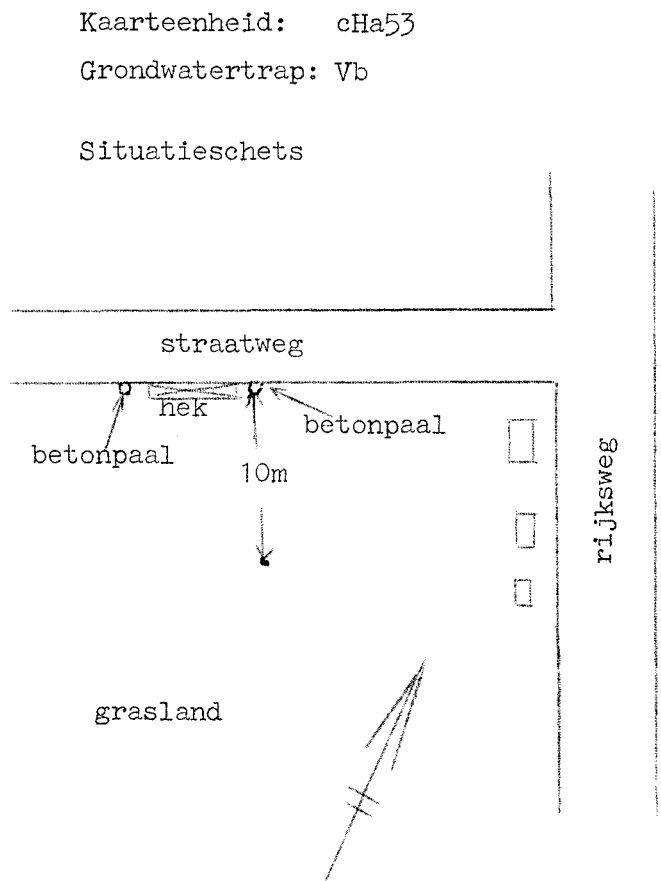 Kaarteenheid: cHa53
Grondwatertrap: Vb
Situatieschets
straatweg
hek
betonpaal
betonpaal
10m
rijksweg
grasland